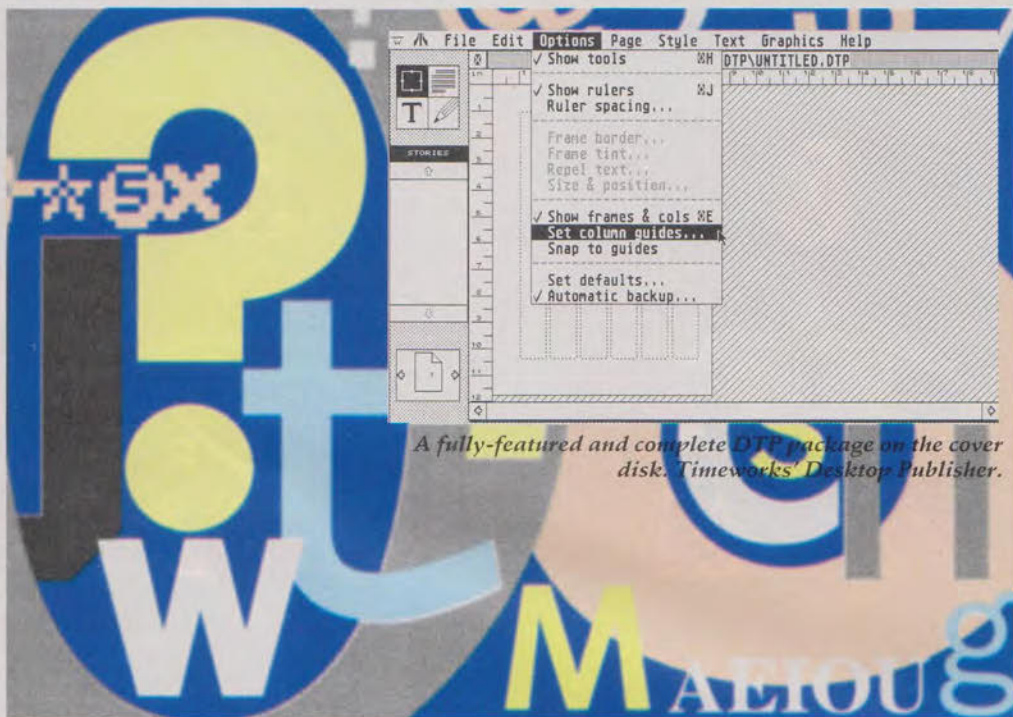 File Edit Options Page Style Text Graphics Help
DTP\UNTITLED.DTP
✓ Show tools ⌘H
✓ Show rulers ⌘J
Ruler spacing...
Frame border...
Frame tint...
Repel text...
Size & position...
✓ Show frames & cols ⌘E
Set column guides...
Snap to guides
Set defaults...
✓ Automatic backup...
T
STORIES
A fully-featured and complete DTP package on the cover
disk. Timeworks' Desktop Publisher.
?
☆ⓈX
t
w
M AEIOU g